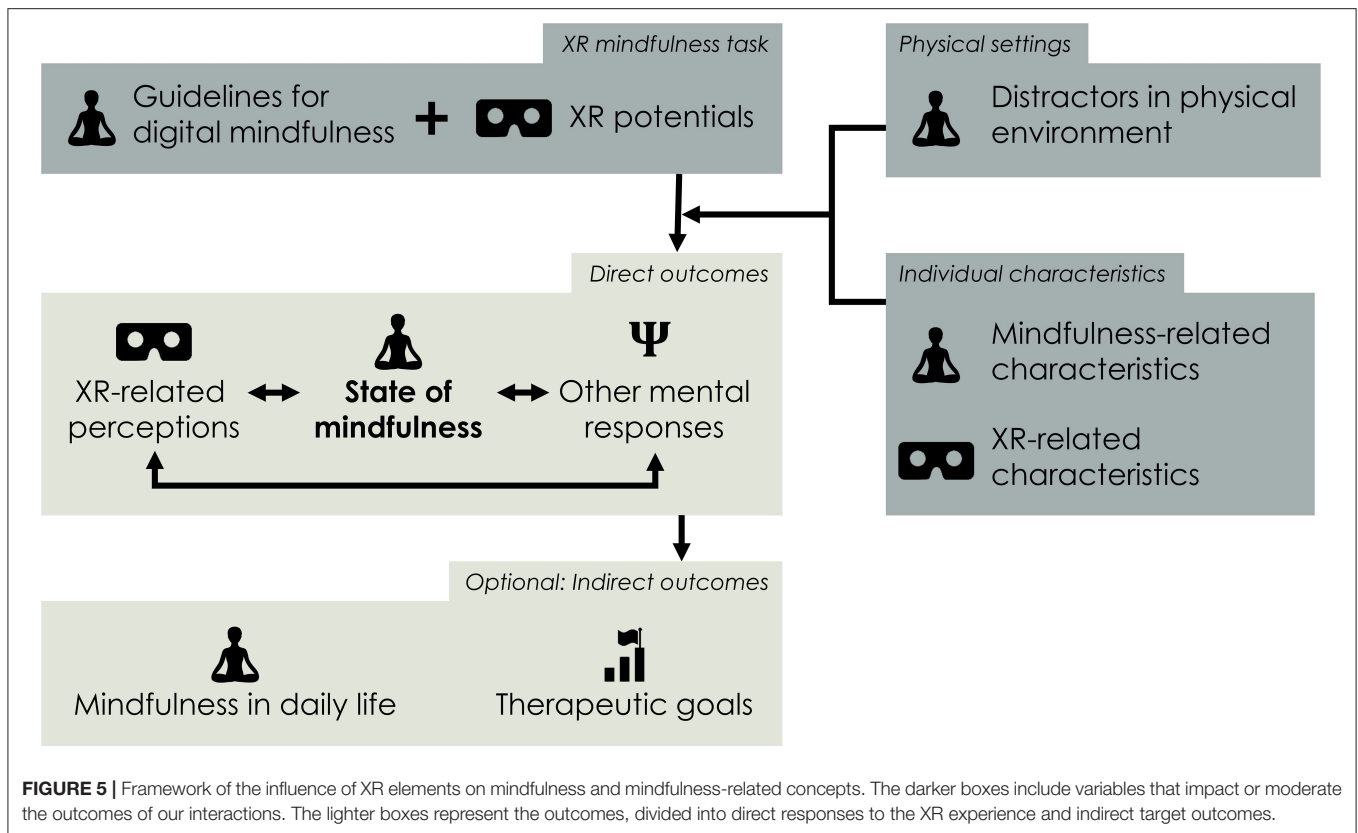 XR mindfulness task
Guidelines for
digital mindfulness
+
XR potentials
Physical settings
Distractors in physical
environment
Direct outcomes
XR-related
perceptions
State of
mindfulness
Ψ
Other mental
responses
Individual characteristics
Mindfulness-related
characteristics
XR-related
characteristics
Optional: Indirect outcomes
Mindfulness in daily life
Therapeutic goals
FIGURE 5 | Framework of the influence of XR elements on mindfulness and mindfulness-related concepts. The darker boxes include variables that impact or moderate
the outcomes of our interactions. The lighter boxes represent the outcomes, divided into direct responses to the XR experience and indirect target outcomes.